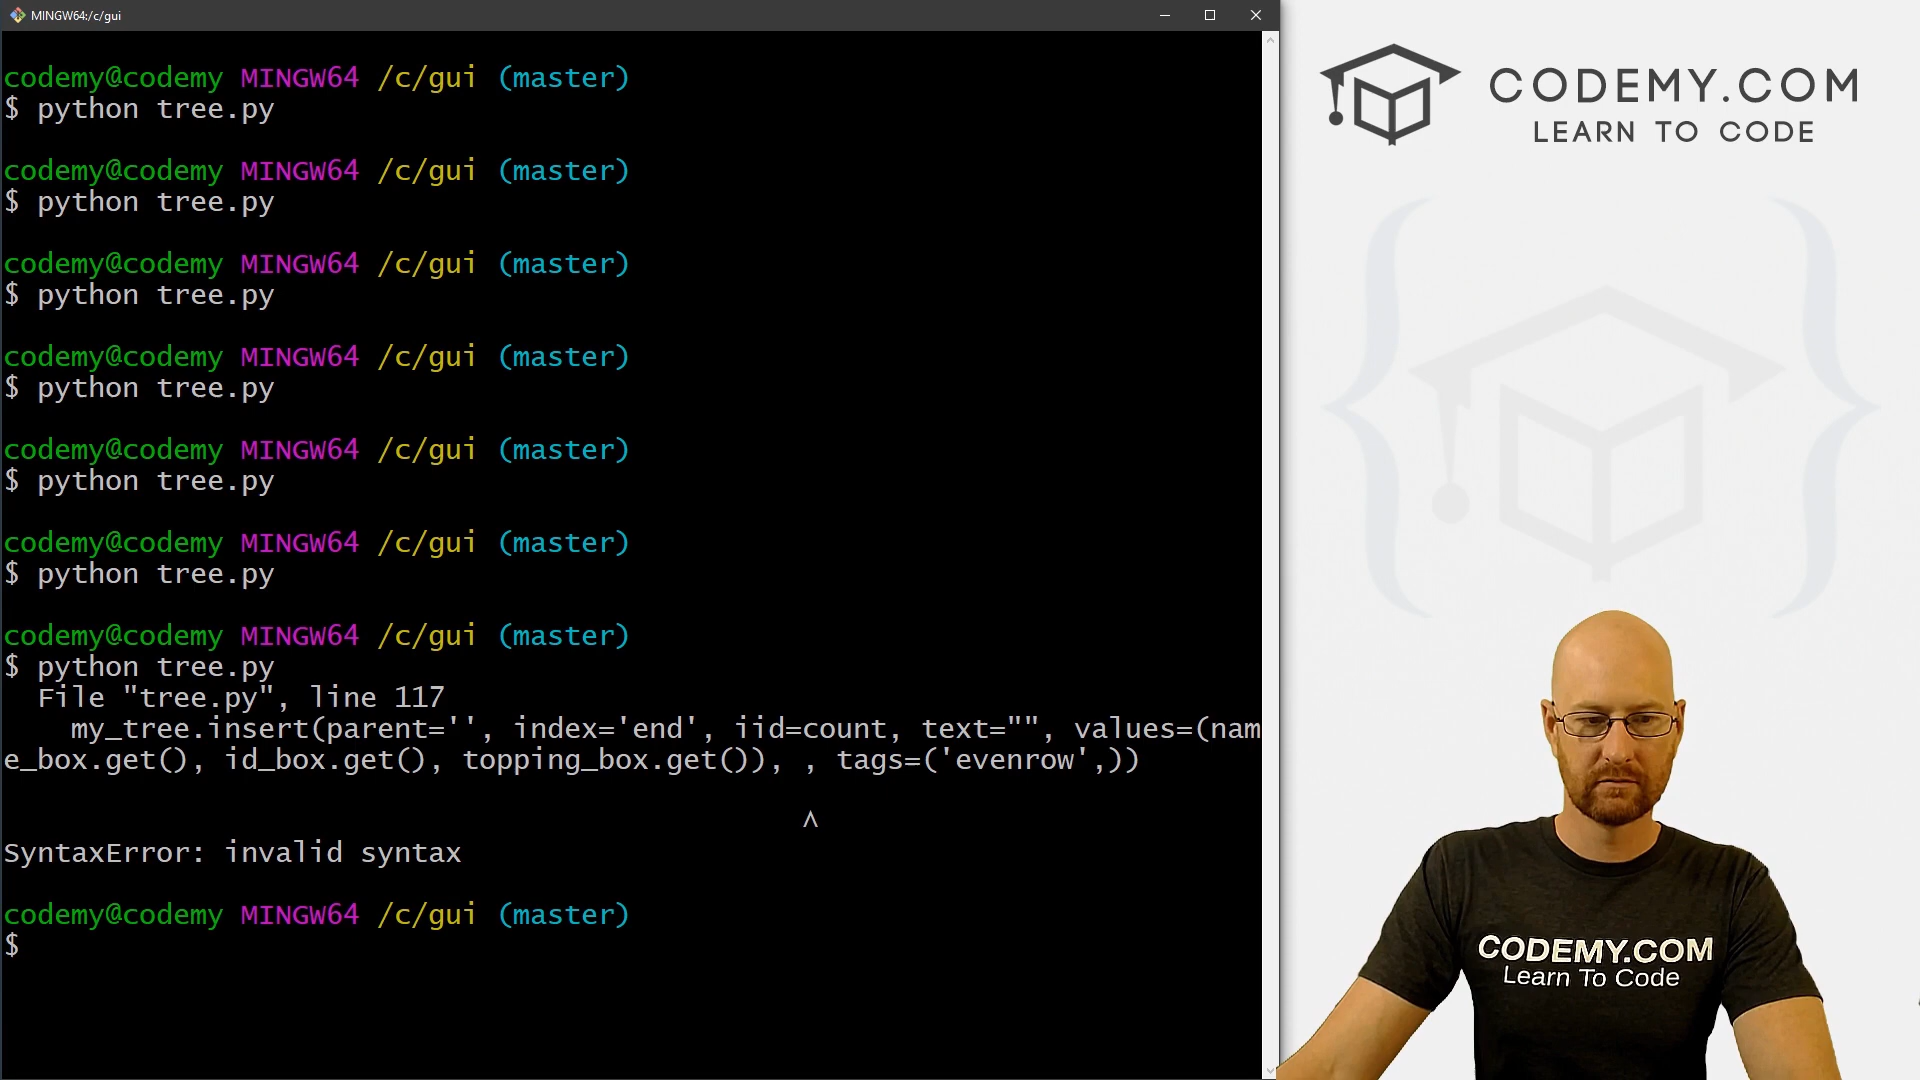 MINGW64:/c/gui
codemy@codemy MINGW64 /c/gui (master)
$ python tree.py
codemy@codemy MINGW64 /c/gui (master)
$ python tree.py
codemy@codemy MINGW64 /c/gui (master)
$ python tree.py
codemy@codemy MINGW64 /c/gui (master)
$ python tree.py
codemy@codemy MINGW64 /c/gui (master)
$ python tree.py
codemy@codemy MINGW64 /c/gui (master)
$ python tree.py
codemy@codemy MINGW64 /c/gui (master)
$ python tree.py
File "tree.py", line 117
my_tree.insert(parent='', index='end', iid=count, text="", values=(nam
e_box.get(), id_box.get(), topping_box.get()), , tags=('evenrow',))
^
SyntaxError: invalid syntax
codemy@codemy MINGW64 /c/gui (master)
$
CODEMY.COM
LEARN TO CODE
CODEMY.COM
Learn To Code